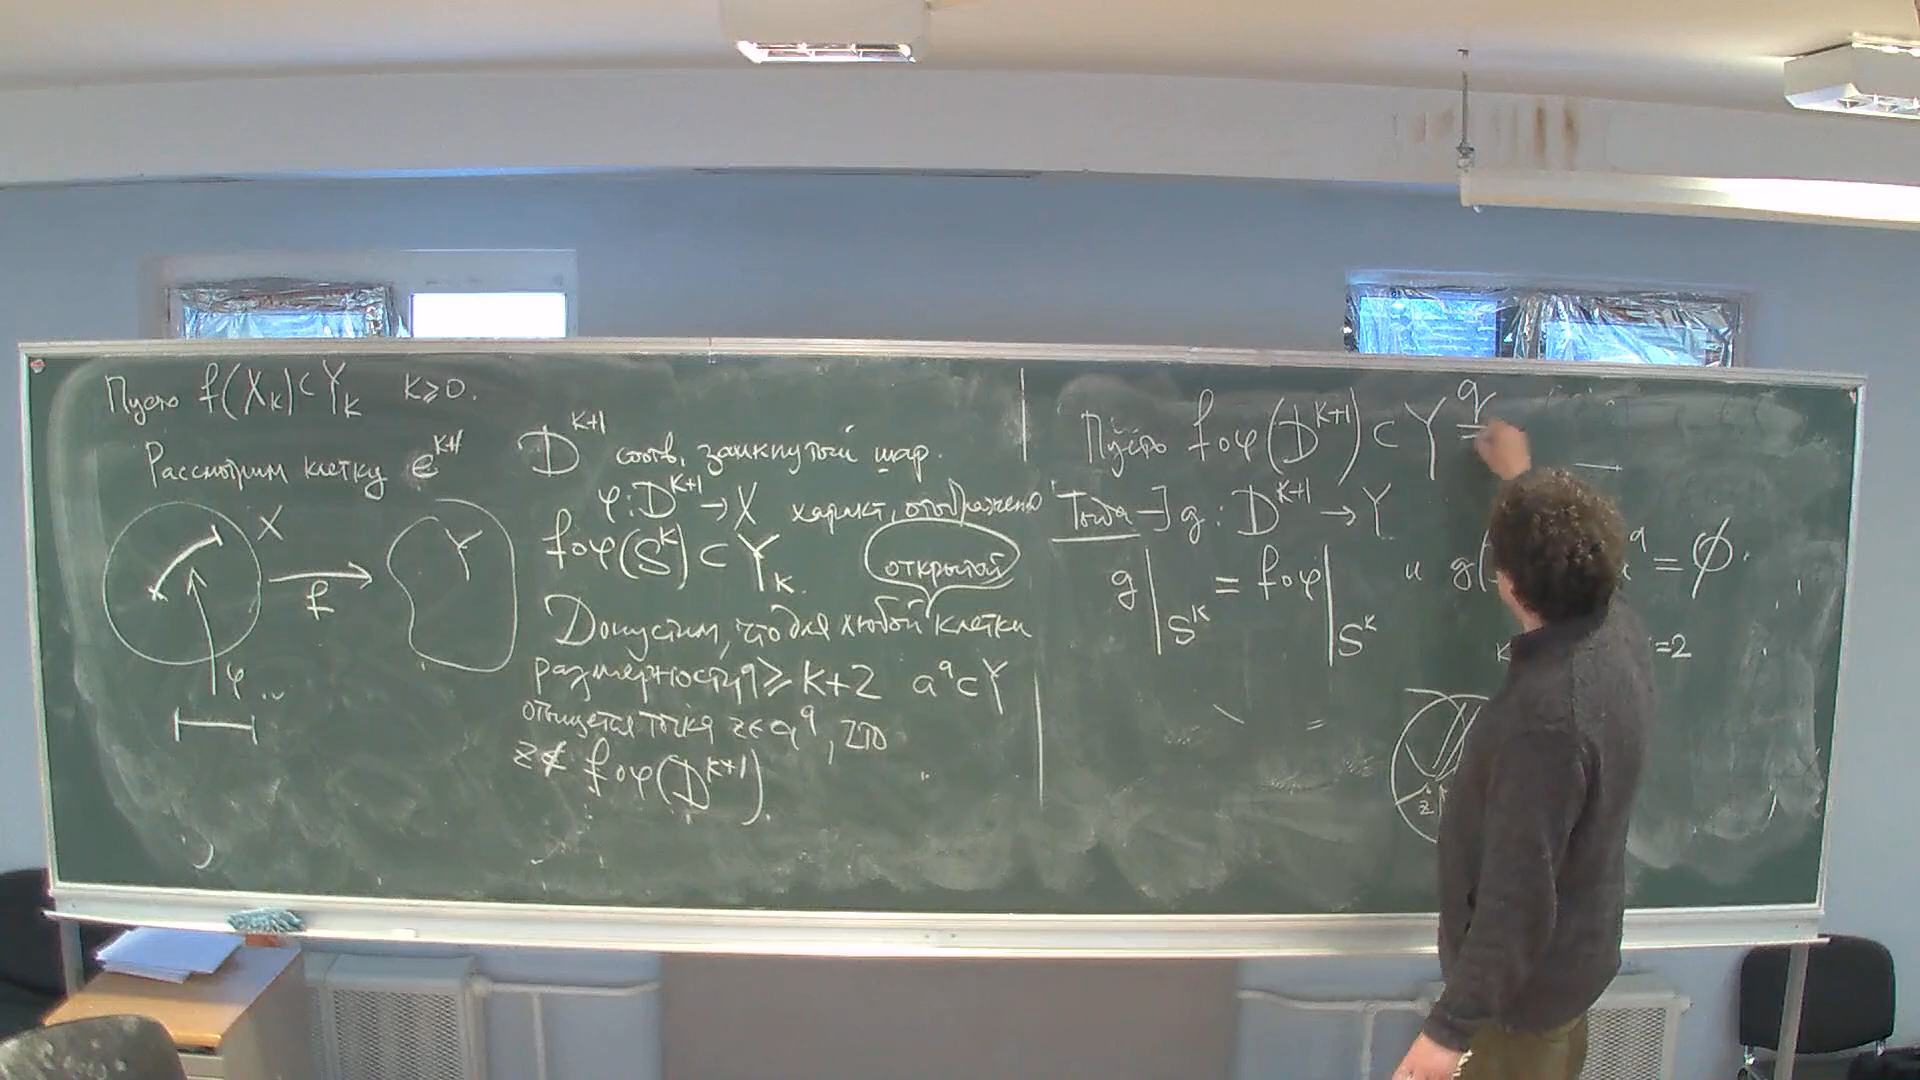 Пусть f(X_k) ⊂ Y_k k ≥ 0.
Рассмотрим клетку e^{k+1}
X
Y
f
φ
D^{k+1} соотв. замкнутый шар.
φ: D^{k+1} → X характ. отображение
f∘φ(S^k) ⊂ Y_k.
открытой
Допустим, что для любой клетки
размерности q ≥ k+2 a^q ⊂ Y
отыщется точка z ∈ a^q, что
z ∉ f∘φ(D^{k+1}).
Пусть f∘φ(D^{k+1}) ⊂ Y^q
Тогда ∃ g: D^{k+1} → Y
g|_{S^k} = f∘φ|_{S^k} и g( a^q = ∅.
k =2
z